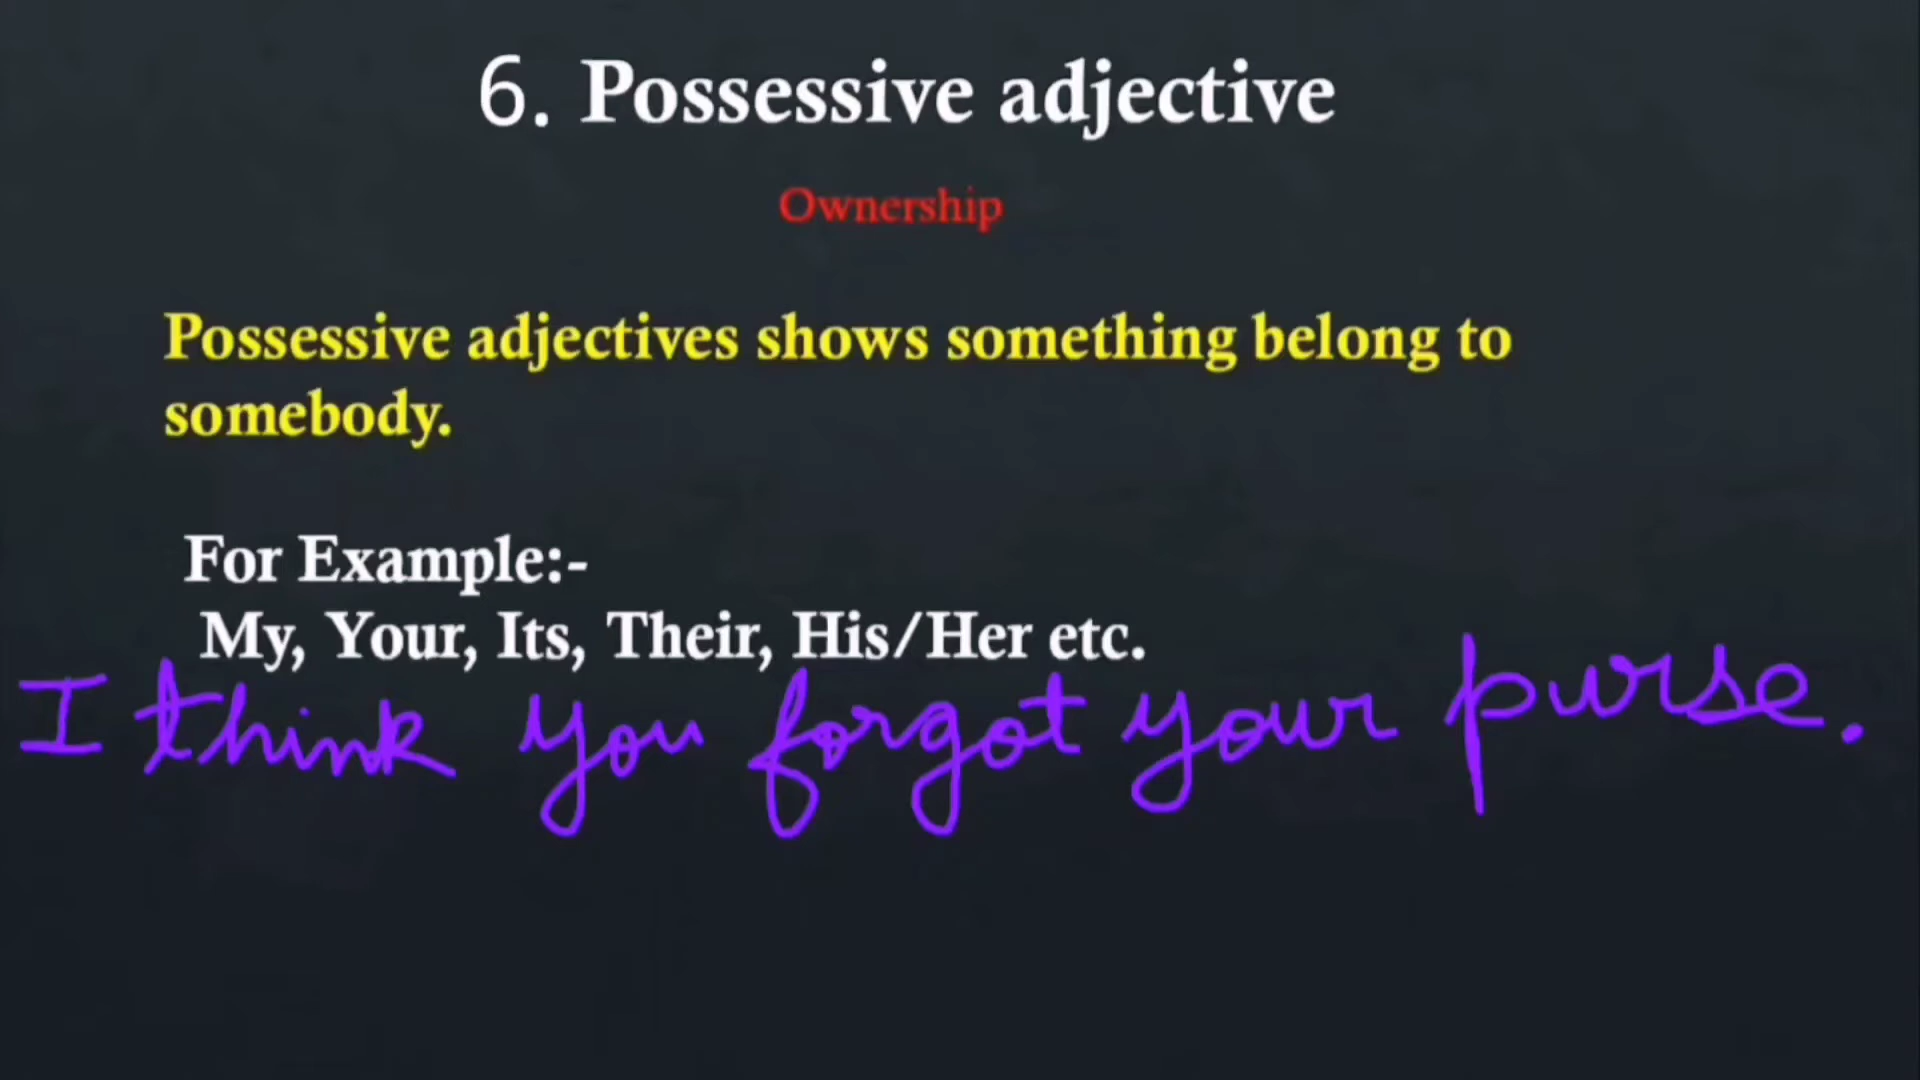 6. Possessive adjective
Ownership
Possessive adjectives shows something belong to
somebody.
For Example:-
My, Your, Its, Their, His/Her etc.
I think you forgot your purse.